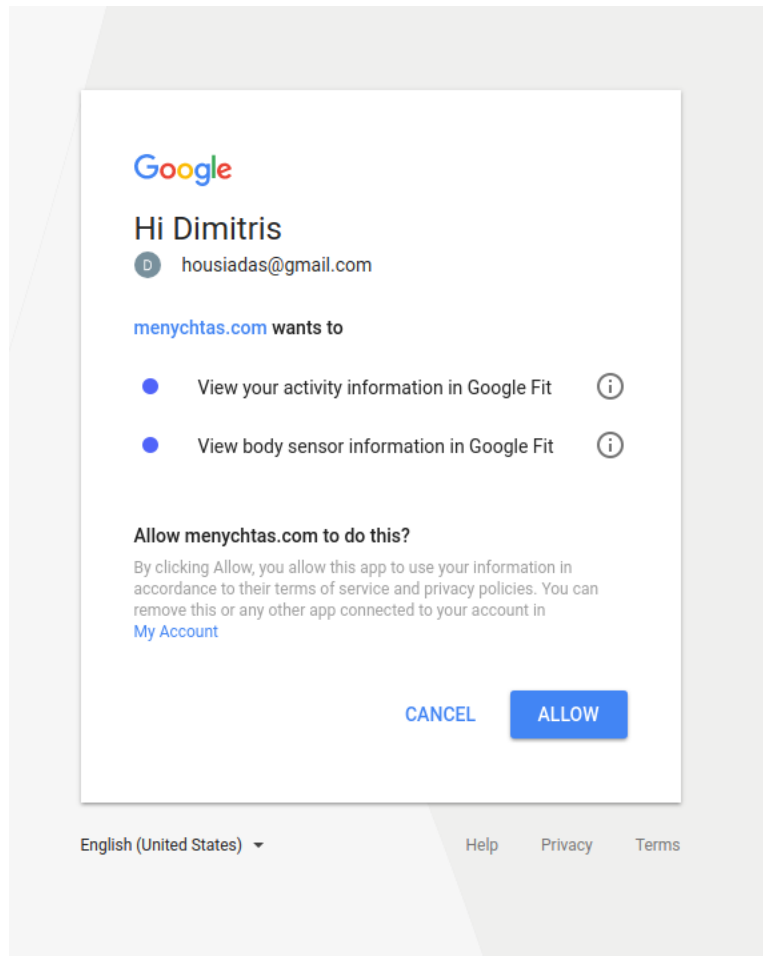 Google
Hi Dimitris
D housiadas@gmail.com
menychtas.com wants to
View your activity information in Google Fit
View body sensor information in Google Fit
Allow menychtas.com to do this?
By clicking Allow, you allow this app to use your information in
accordance to their terms of service and privacy policies. You can
remove this or any other app connected to your account in
My Account
CANCEL ALLOW
English (United States) Help Privacy Terms